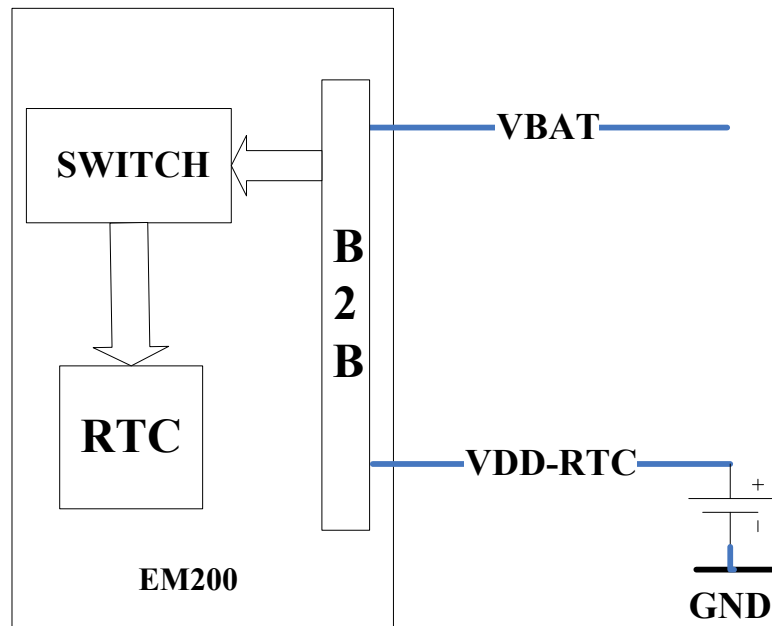 VBAT
SWITCH
B
2
B
RTC
VDD-RTC
+
-
EM200
GND